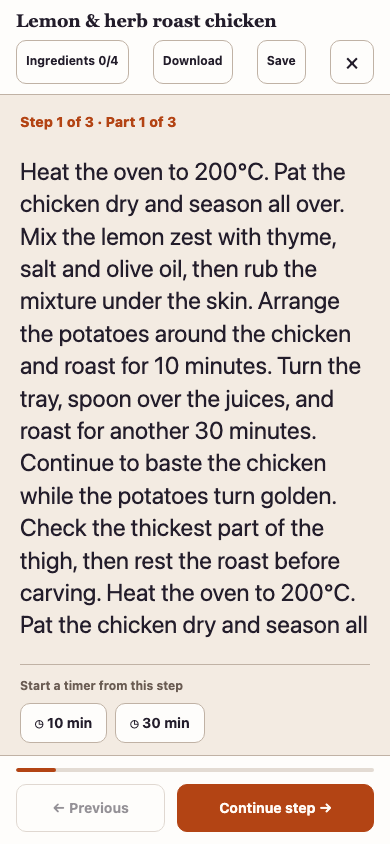 Lemon & herb roast chicken
Ingredients 0/4
Download
Save
×
Step 1 of 3 · Part 1 of 3
Heat the oven to 200°C. Pat the
chicken dry and season all over.
Mix the lemon zest with thyme,
salt and olive oil, then rub the
mixture under the skin. Arrange
the potatoes around the chicken
and roast for 10 minutes. Turn the
tray, spoon over the juices, and
roast for another 30 minutes.
Continue to baste the chicken
while the potatoes turn golden.
Check the thickest part of the
thigh, then rest the roast before
carving. Heat the oven to 200°C.
Pat the chicken dry and season all
Start a timer from this step
◷ 10 min
◷ 30 min
← Previous
Continue step →